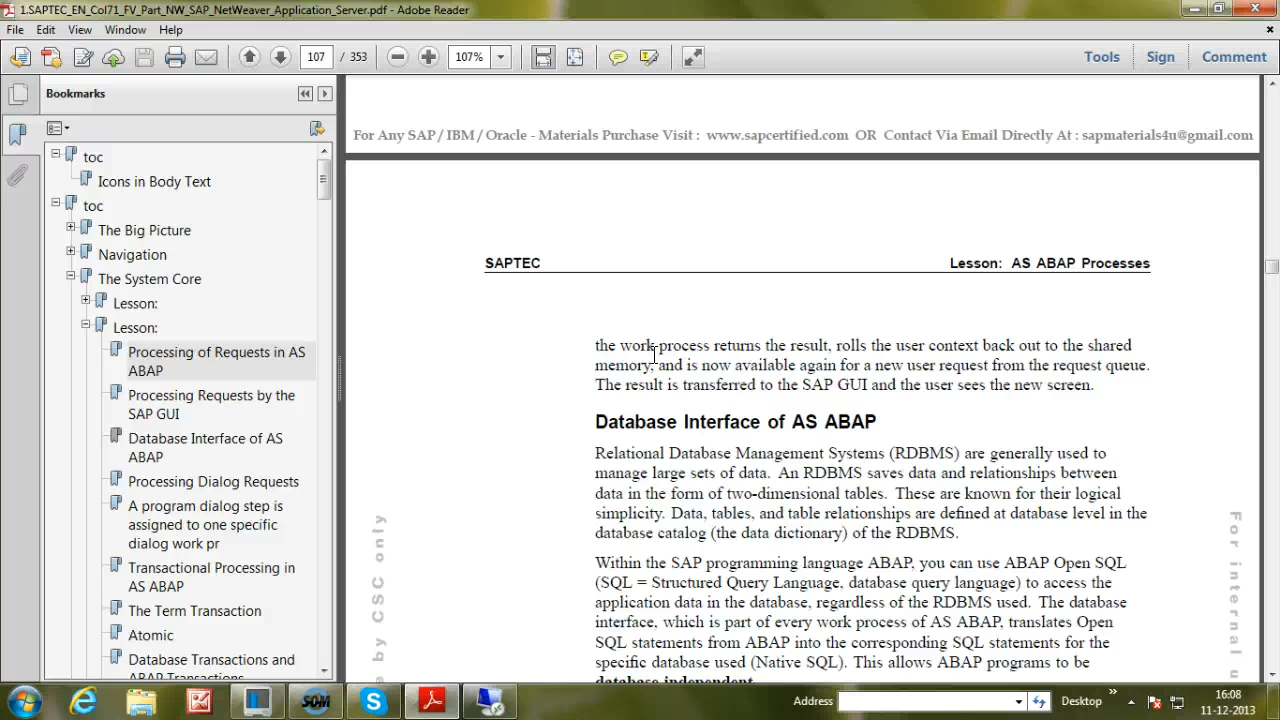 1.SAPTEC_EN_Col71_FV_Part_NW_SAP_NetWeaver_Application_Server.pdf - Adobe Reader
File Edit View Window Help
107 / 353 107% Tools Sign Comment
Bookmarks
toc
Icons in Body Text
toc
The Big Picture
Navigation
The System Core
Lesson:
Lesson:
Processing of Requests in AS
ABAP
Processing Requests by the
SAP GUI
Database Interface of AS
ABAP
Processing Dialog Requests
A program dialog step is
assigned to one specific
dialog work pr
Transactional Processing in
AS ABAP
The Term Transaction
Atomic
Database Transactions and
ABAP Transactions
For Any SAP / IBM / Oracle - Materials Purchase Visit : www.sapcertified.com OR Contact Via Email Directly At : sapmaterials4u@gmail.com
SAPTEC Lesson: AS ABAP Processes
the work process returns the result, rolls the user context back out to the shared
memory, and is now available again for a new user request from the request queue.
The result is transferred to the SAP GUI and the user sees the new screen.
Database Interface of AS ABAP
Relational Database Management Systems (RDBMS) are generally used to
manage large sets of data. An RDBMS saves data and relationships between
data in the form of two-dimensional tables. These are known for their logical
simplicity. Data, tables, and table relationships are defined at database level in the
database catalog (the data dictionary) of the RDBMS.
Within the SAP programming language ABAP, you can use ABAP Open SQL
(SQL = Structured Query Language, database query language) to access the
application data in the database, regardless of the RDBMS used. The database
interface, which is part of every work process of AS ABAP, translates Open
SQL statements from ABAP into the corresponding SQL statements for the
specific database used (Native SQL). This allows ABAP programs to be
database independent
by CSC only
For internal u
SOM
Address Desktop
16:08
11-12-2013